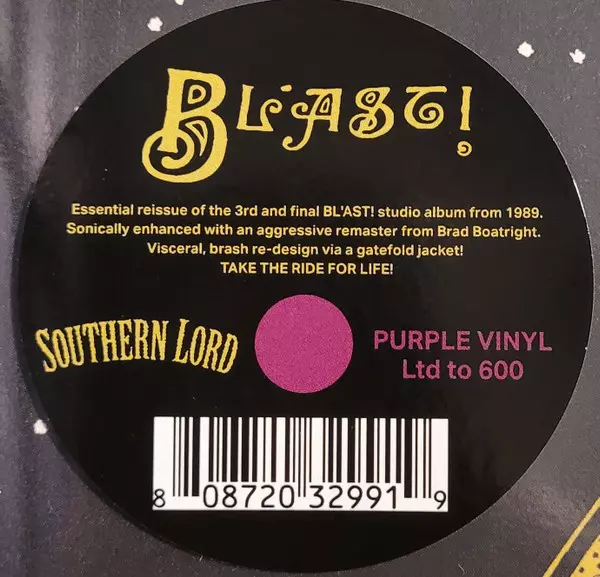 BL'AST!
Essential reissue of the 3rd and final BL'AST! studio album from 1989.
Sonically enhanced with an aggressive remaster from Brad Boatright.
Visceral, brash re-design via a gatefold jacket!
TAKE THE RIDE FOR LIFE!
SOUTHERN LORD
PURPLE VINYL
Ltd to 600
8 08720 32991 9